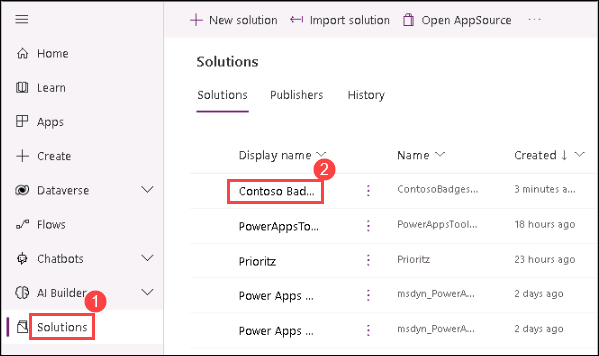 + New solution Import solution Open AppSource ...
Home
Learn
Apps
Create
Dataverse
Flows
Chatbots
AI Builder
1
Solutions
Solutions
Solutions Publishers History
Display name Name Created ↓
2
Contoso Bad... ContosoBadges... 3 minutes a...
PowerAppsTo... PowerAppsTool... 18 hours ago
Prioritz Prioritz 23 hours ago
Power Apps ... msdyn_PowerA... 2 days ago
Power Apps ... msdyn_PowerA... 2 days ago